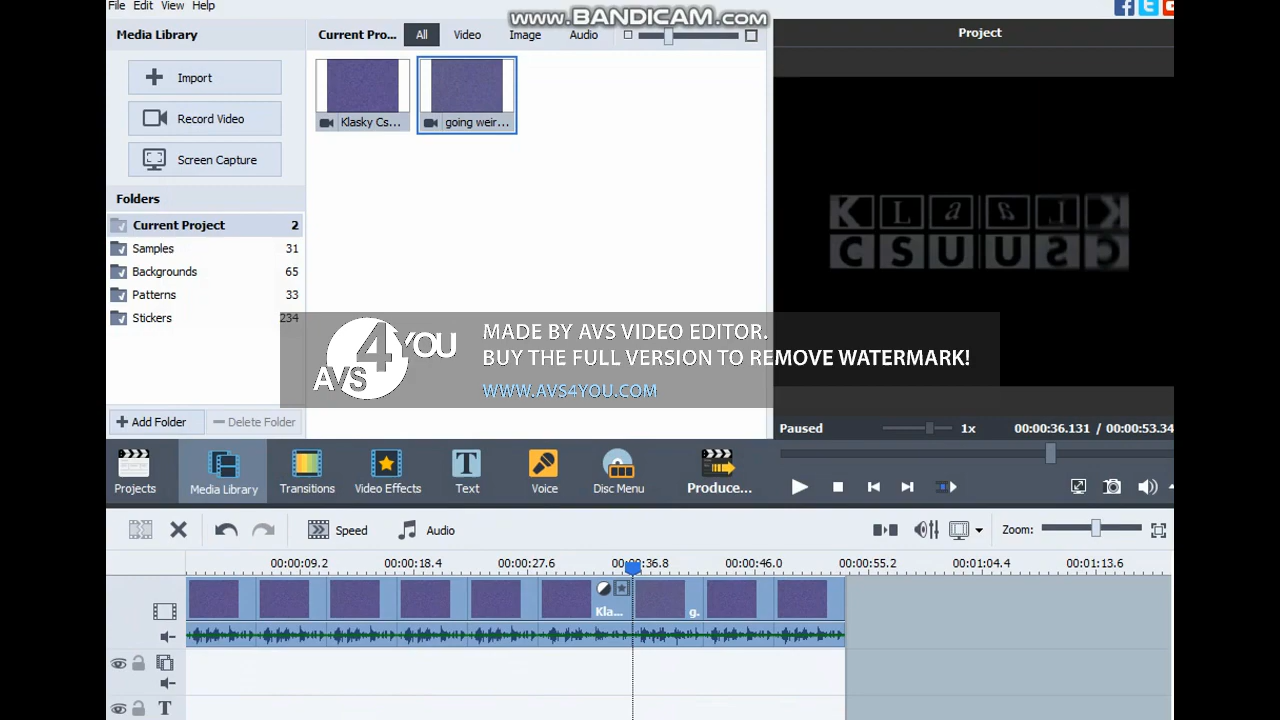 File Edit View Help
www.BANDICAM.com
Media Library
Current Pro... All Video Image Audio
Project
Import
Record Video
Screen Capture
Klasky Cs...
going weir...
Folders
Current Project 2
Samples 31
Backgrounds 65
Patterns 33
Stickers 234
Add Folder
Delete Folder
AVS4YOU
MADE BY AVS VIDEO EDITOR.
BUY THE FULL VERSION TO REMOVE WATERMARK!
WWW.AVS4YOU.COM
Paused 1x 00:00:36.131 / 00:00:53.34
Projects
Media Library
Transitions
Video Effects
Text
Voice
Disc Menu
Produce...
Speed
Audio
Zoom:
00:00:09.2 00:00:18.4 00:00:27.6 00:00:36.8 00:00:46.0 00:00:55.2 00:01:04.4 00:01:13.6
Kla...
g.
T